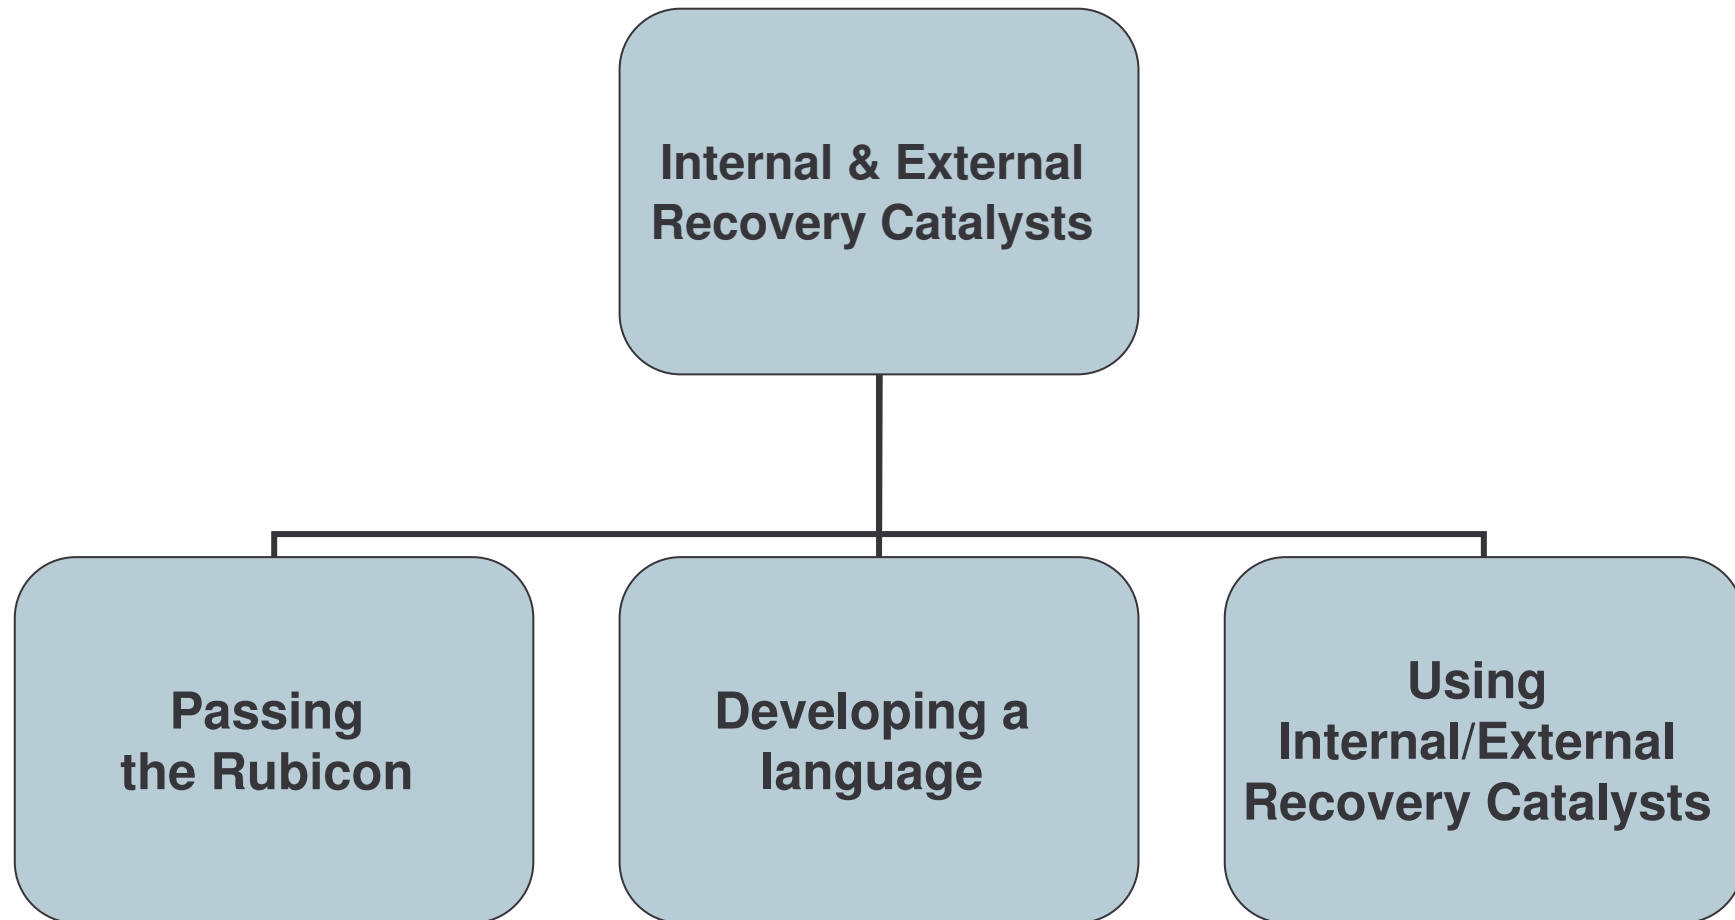 Internal & External
Recovery Catalysts
Passing
the Rubicon
Developing a
language
Using
Internal/External
Recovery Catalysts